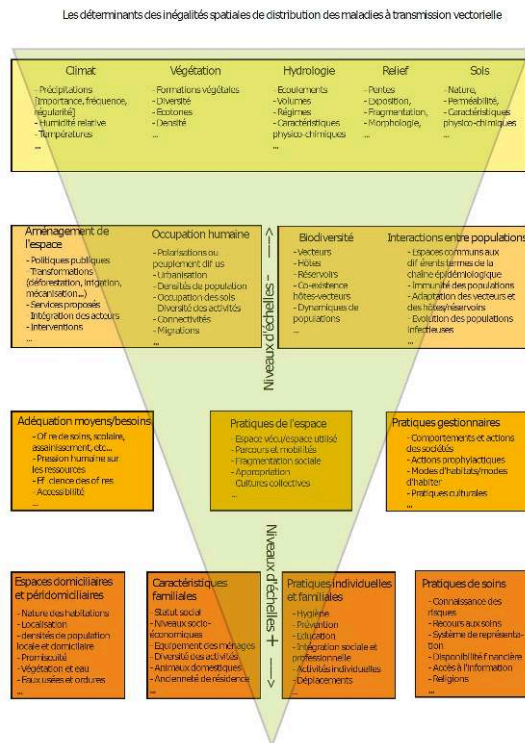 Les déterminants des inégalités spatiales de distribution des maladies à transmission vectorielle
Climat
- Précipitations
[Importance, fréquence,
régularité]
- Humidité relative
- Températures
...
Végétation
- Formations végétales
- Diversité
- Ecotones
- Densité
...
Hydrologie
- Ecoulements
- Volumes
- Régimes
- Caractéristiques
physico-chimiques
...
Relief
- Pentes
- Exposition,
- Fragmentation,
- Morphologie,
...
Sols
- Nature,
- Perméabilité,
- Caractéristiques
physico-chimiques
...
Aménagement de
l'espace
- Politiques publiques
- Transformations
(déforestation, irrigation,
mécanisation...)
- Services proposés
Intégration des acteurs
- Interventions
...
Occupation humaine
- Polarisations ou
peuplement dif us
- Urbanisation
- Densités de population
- Occupation des sols
Diversité des activités
- Connectivités
- Migrations
...
Niveaux d'échelles - ---->
Biodiversité
- Vecteurs
- Hôtes
- Réservoirs
- Co-existence
hôtes-vecteurs
- Dynamiques de
populations
...
Interactions entre populations
- Espaces communs aux
dif érents termes de la
chaîne épidémiologique
- Immunité des populations
- Adaptation des vecteurs et
des hôtes/réservoirs
- Evolution des populations
infectieuses
...
Adéquation moyens/besoins
- Of re de soins, scolaire,
assainissement, etc...
- Pression humaine sur
les ressources
- Ef cience des of res
- Accessibilité
...
Pratiques de l'espace
- Espace vécu/espace utilisé
- Parcours et mobilités
- Fragmentation sociale
- Appropriation
- Cultures collectives
...
Pratiques gestionnaires
- Comportements et actions
des sociétés
- Actions prophylactiques
- Modes d'habitats/modes
d'habiter
- Pratiques culturales
...
Espaces domiciliaires
et péridomiciliaires
- Nature des habitations
- Localisation
- densités de population
locale et domiciliaire
- Promiscuité
- Végétation et eau
- Eaux usées et ordures
...
Caractéristiques
familiales
- Statut social
- Niveaux socio-
économiques
- Equipement des ménages
- Diversité des activités
- Animaux domestiques
- Ancienneté de résidence
...
<---- Niveaux d'échelles + ---->
Pratiques individuelles
et familiales
- Hygiène
- Prévention
- Education
- Intégration sociale et
professionnelle
- Activités individuelles
- Déplacements
...
Pratiques de soins
- Connaissance des
risques
- Recours aux soins
- Système de représenta-
tion
- Disponibilité f nancière
- Accès à l'information
- Religions
...